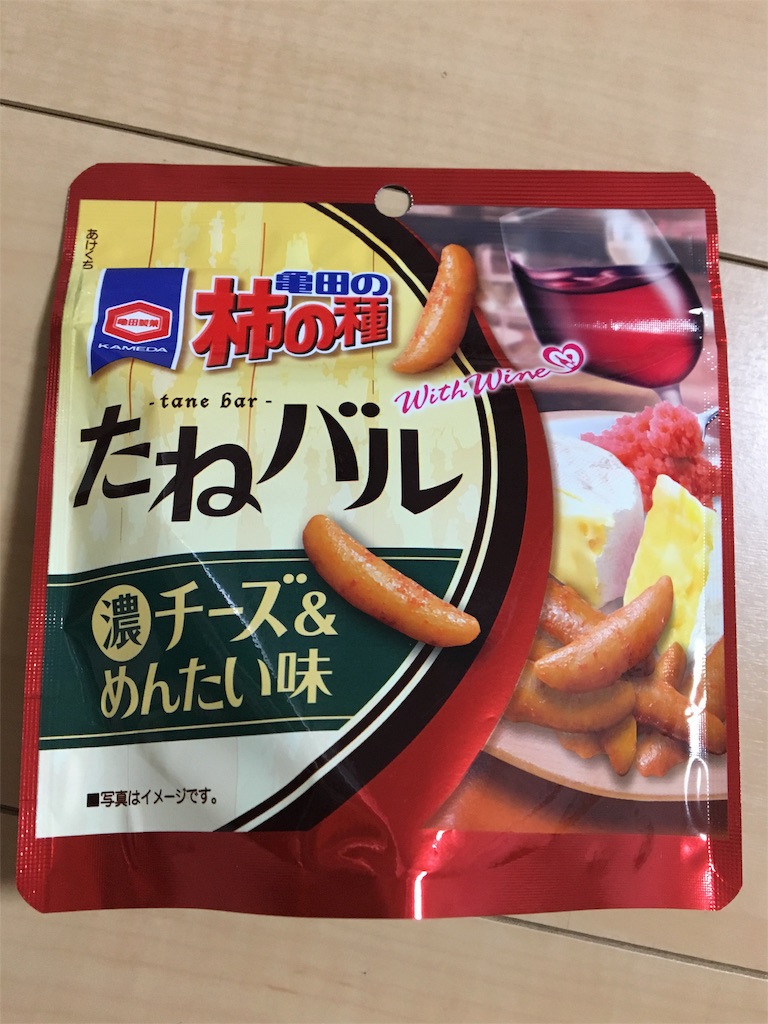 あけくち
亀田製菓
KAMEDA
亀田の
柿の種
With Wine
-tane bar-
たねバル
濃チーズ&
めんたい味
■写真はイメージです。